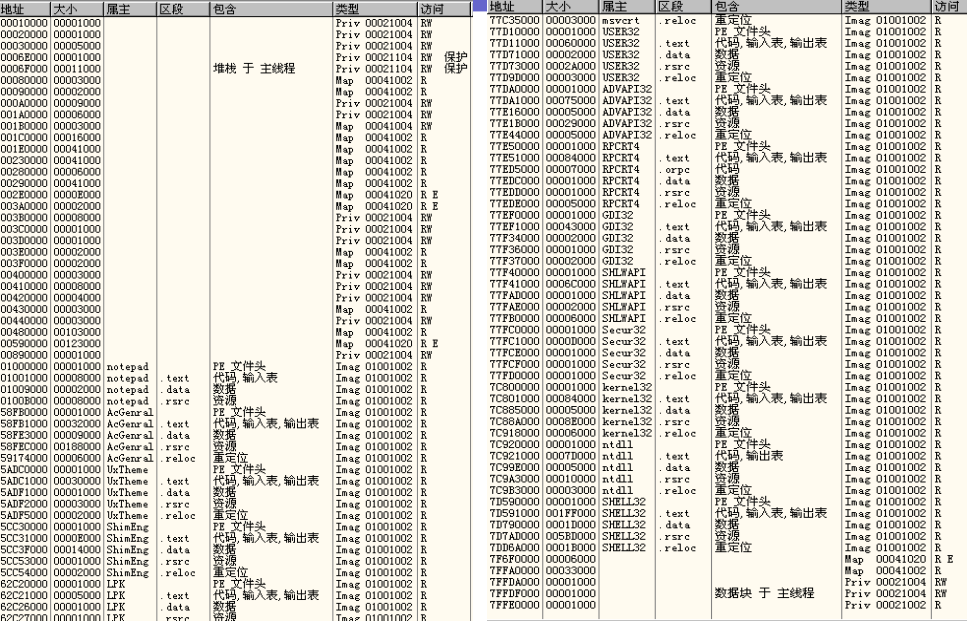 地址 大小 属主 区段 包含 类型 访问
00010000 00001000 Priv 00021004 RW
00020000 00001000 Priv 00021004 RW
00030000 00005000 Priv 00021104 RW
0006E000 00001000 Priv 00021104 RW 保护
0006F000 00011000 堆栈 于 主线程 Priv 00021104 RW 保护
00080000 00003000 Map 00041002 R
00090000 00002000 Map 00041002 R
000A0000 00009000 Priv 00021104 RW
001A0000 00006000 Priv 00021104 RW
001B0000 00003000 Map 00041004 RW
001C0000 00016000 Map 00041002 R
001E0000 00041000 Map 00041002 R
00230000 00041000 Map 00041002 R
00280000 00006000 Map 00041002 R
00290000 00041000 Map 00041002 R
002E0000 0000E000 Map 00041020 R E
003A0000 00002000 Map 00041020 R E
003B0000 00008000 Priv 00021104 RW
003C0000 00001000 Priv 00021104 RW
003D0000 00001000 Priv 00021104 RW
003E0000 00002000 Map 00041002 R
003F0000 00002000 Map 00041002 R
00400000 00003000 Priv 00021104 RW
00410000 00008000 Priv 00021104 RW
00420000 00004000 Priv 00021104 RW
00430000 00003000 Map 00041002 R
00440000 00003000 Priv 00021104 RW
00480000 00103000 Map 00041002 R
00590000 00123000 Map 00041020 R E
00890000 00001000 Priv 00021104 RW
01000000 00001000 notepad PE 文件头 Imag 01001002 R
01001000 00008000 notepad .text 代码,输入表 Imag 01001002 R
01009000 00002000 notepad .data 数据 Imag 01001002 R
0100B000 00008000 notepad .rsrc 资源 Imag 01001002 R
58FB0000 00001000 AcGenral PE 文件头 Imag 01001002 R
58FB1000 00032000 AcGenral .text 代码,输入表,输出表 Imag 01001002 R
58FE3000 00009000 AcGenral .data 数据 Imag 01001002 R
58FEC000 00188000 AcGenral .rsrc 资源 Imag 01001002 R
59174000 00006000 AcGenral .reloc 重定位 Imag 01001002 R
5ADC0000 00001000 UxTheme PE 文件头 Imag 01001002 R
5ADC1000 00030000 UxTheme .text 代码,输入表,输出表 Imag 01001002 R
5ADF1000 00001000 UxTheme .data 数据 Imag 01001002 R
5ADF2000 00003000 UxTheme .rsrc 资源 Imag 01001002 R
5ADF5000 00002000 UxTheme .reloc 重定位 Imag 01001002 R
5CC30000 00001000 ShimEng PE 文件头 Imag 01001002 R
5CC31000 0000E000 ShimEng .text 代码,输入表,输出表 Imag 01001002 R
5CC3F000 00014000 ShimEng .data 数据 Imag 01001002 R
5CC53000 00001000 ShimEng .rsrc 资源 Imag 01001002 R
5CC54000 00002000 ShimEng .reloc 重定位 Imag 01001002 R
62C20000 00001000 LPK PE 文件头 Imag 01001002 R
62C21000 00005000 LPK .text 代码,输入表,输出表 Imag 01001002 R
62C26000 00001000 LPK .data 数据 Imag 01001002 R
62C27000 00001000 LPK .rsrc 资源 Imag 01001002 R
地址 大小 属主 区段 包含 类型 访问
77C35000 00003000 msvcrt .reloc 重定位 Imag 01001002 R
77D10000 00001000 USER32 PE 文件头 Imag 01001002 R
77D11000 00060000 USER32 .text 代码,输入表,输出表 Imag 01001002 R
77D71000 00002000 USER32 .data 数据 Imag 01001002 R
77D73000 0002A000 USER32 .rsrc 资源 Imag 01001002 R
77D9D000 00003000 USER32 .reloc 重定位 Imag 01001002 R
77DA0000 00001000 ADVAPI32 PE 文件头 Imag 01001002 R
77DA1000 00075000 ADVAPI32 .text 代码,输入表,输出表 Imag 01001002 R
77E16000 00005000 ADVAPI32 .data 数据 Imag 01001002 R
77E1B000 00029000 ADVAPI32 .rsrc 资源 Imag 01001002 R
77E44000 00005000 ADVAPI32 .reloc 重定位 Imag 01001002 R
77E50000 00001000 RPCRT4 PE 文件头 Imag 01001002 R
77E51000 00084000 RPCRT4 .text 代码,输入表,输出表 Imag 01001002 R
77ED5000 00007000 RPCRT4 .orpc 代码 Imag 01001002 R
77EDC000 00001000 RPCRT4 .data 数据 Imag 01001002 R
77EDD000 00001000 RPCRT4 .rsrc 资源 Imag 01001002 R
77EDE000 00005000 RPCRT4 .reloc 重定位 Imag 01001002 R
77EF0000 00001000 GDI32 PE 文件头 Imag 01001002 R
77EF1000 00043000 GDI32 .text 代码,输入表,输出表 Imag 01001002 R
77F34000 00002000 GDI32 .data 数据 Imag 01001002 R
77F36000 00001000 GDI32 .rsrc 资源 Imag 01001002 R
77F37000 00002000 GDI32 .reloc 重定位 Imag 01001002 R
77F40000 00001000 SHLWAPI PE 文件头 Imag 01001002 R
77F41000 0006C000 SHLWAPI .text 代码,输入表,输出表 Imag 01001002 R
77FAD000 00001000 SHLWAPI .data 数据 Imag 01001002 R
77FAE000 00002000 SHLWAPI .rsrc 资源 Imag 01001002 R
77FB0000 00006000 SHLWAPI .reloc 重定位 Imag 01001002 R
77FC0000 00001000 Secur32 PE 文件头 Imag 01001002 R
77FC1000 0000D000 Secur32 .text 代码,输入表,输出表 Imag 01001002 R
77FCE000 00001000 Secur32 .data 数据 Imag 01001002 R
77FCF000 00001000 Secur32 .rsrc 资源 Imag 01001002 R
77FD0000 00001000 Secur32 .reloc 重定位 Imag 01001002 R
7C800000 00001000 kernel32 PE 文件头 Imag 01001002 R
7C801000 00084000 kernel32 .text 代码,输入表,输出表 Imag 01001002 R
7C885000 00005000 kernel32 .data 数据 Imag 01001002 R
7C88A000 0008E000 kernel32 .rsrc 资源 Imag 01001002 R
7C918000 00006000 kernel32 .reloc 重定位 Imag 01001002 R
7C920000 00001000 ntdll PE 文件头 Imag 01001002 R
7C921000 0007D000 ntdll .text 代码,输出表 Imag 01001002 R
7C99E000 00005000 ntdll .data 数据 Imag 01001002 R
7C9A3000 00010000 ntdll .rsrc 资源 Imag 01001002 R
7C9B3000 00003000 ntdll .reloc 重定位 Imag 01001002 R
7D590000 00001000 SHELL32 PE 文件头 Imag 01001002 R
7D591000 001FF000 SHELL32 .text 代码,输入表,输出表 Imag 01001002 R
7D790000 0001D000 SHELL32 .data 数据 Imag 01001002 R
7D7AD000 005BD000 SHELL32 .rsrc 资源 Imag 01001002 R
7DD6A000 0001B000 SHELL32 .reloc 重定位 Imag 01001002 R
7F6F0000 00006000 Map 00041020 R E
7FFA0000 00033000 Map 00041002 R
7FFDA000 00001000 Priv 00021004 RW
7FFDF000 00001000 数据块 于 主线程 Priv 00021004 RW
7FFE0000 00001000 Priv 00021002 R